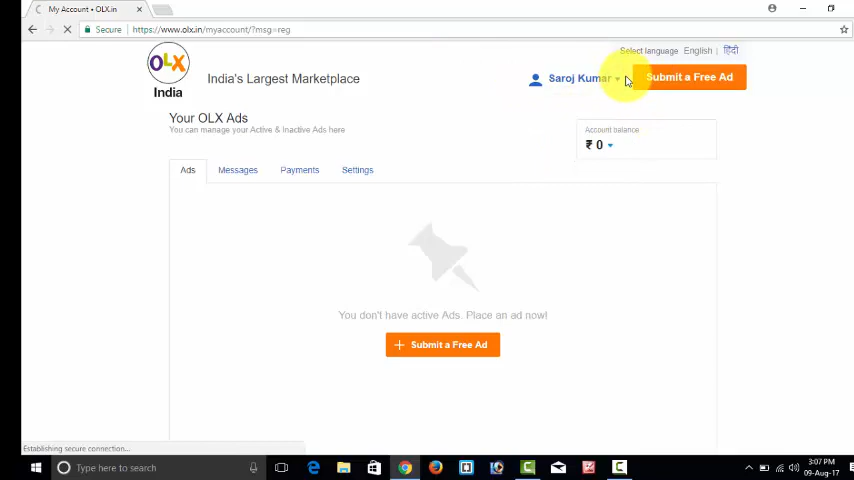 My Account • OLX.in
Secure https://www.olx.in/myaccount/?msg=reg
Select language English | हिंदी
OLX
India
India's Largest Marketplace
Saroj Kumar
Submit a Free Ad
Your OLX Ads
You can manage your Active & Inactive Ads here
Account balance
₹ 0
Ads Messages Payments Settings
You don't have active Ads. Place an ad now!
+ Submit a Free Ad
Establishing secure connection...
Type here to search
3:07 PM
09-Aug-17